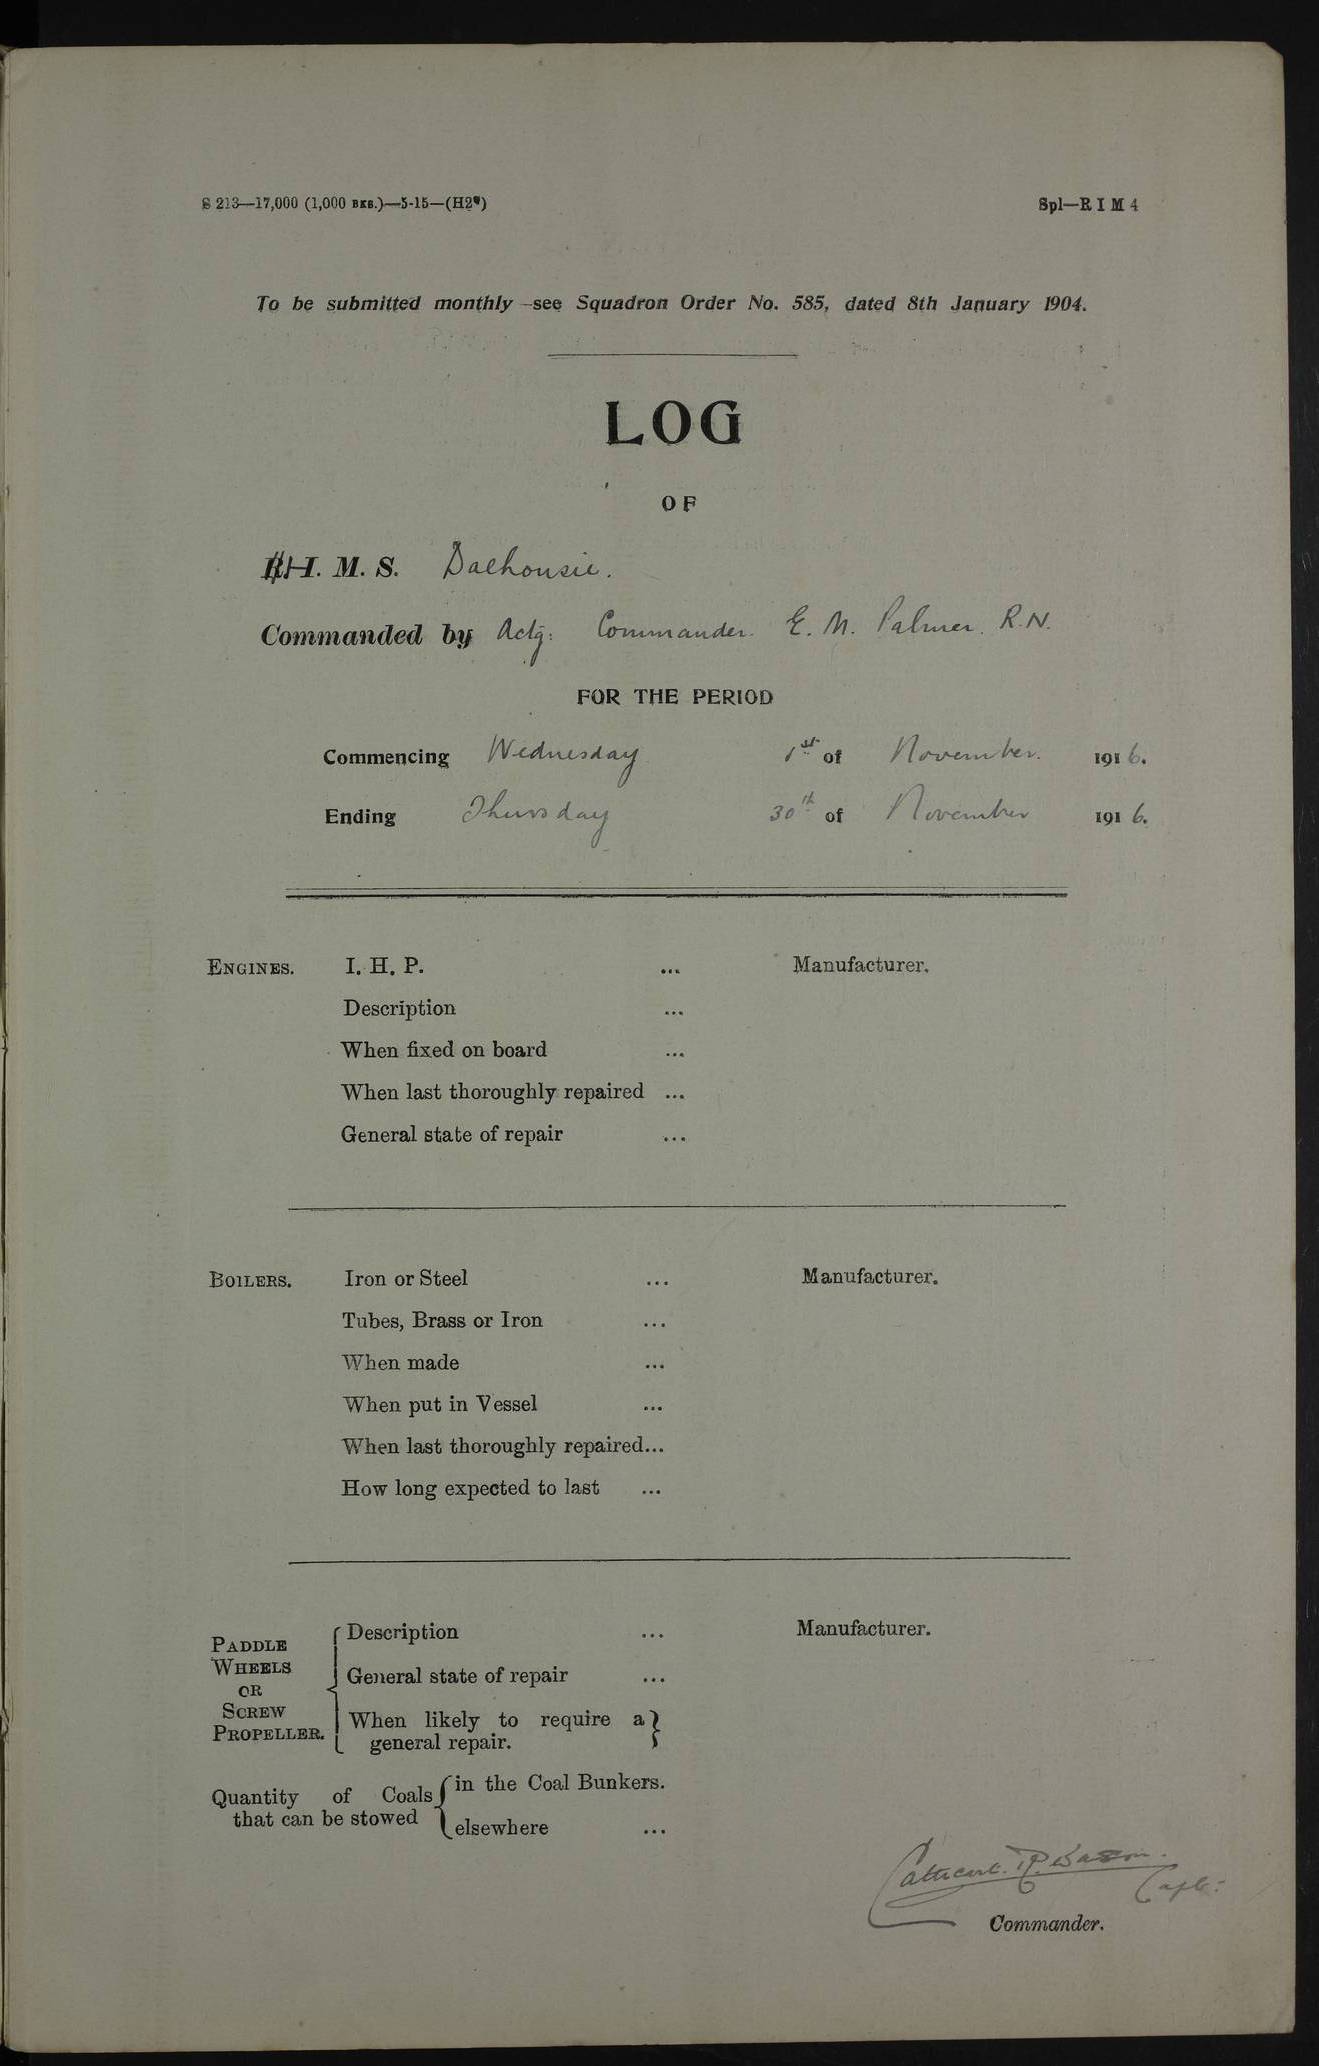 S 213—17,000 (1,000 BKS.)—5-15—(H2) Spl—R I M 4
To be submitted monthly—see Squadron Order No. 585, dated 8th January 1904.
LOG
OF
H. M. S. Dalhousie.
Commanded by Actg: Commander. E. M. Palmer. R.N.
FOR THE PERIOD
Commencing Wednesday 1st of November. 1916.
Ending Thursday 30th of November 1916.
ENGINES. I. H. P. ... Manufacturer.
Description ...
When fixed on board ...
When last thoroughly repaired ...
General state of repair ...
BOILERS. Iron or Steel ... Manufacturer.
Tubes, Brass or Iron ...
When made ...
When put in Vessel ...
When last thoroughly repaired...
How long expected to last ...
PADDLE WHEELS OR SCREW PROPELLER. Description ... Manufacturer.
General state of repair ...
When likely to require a
general repair.
Quantity of Coals that can be stowed in the Coal Bunkers.
elsewhere ...
Capt:
Commander.